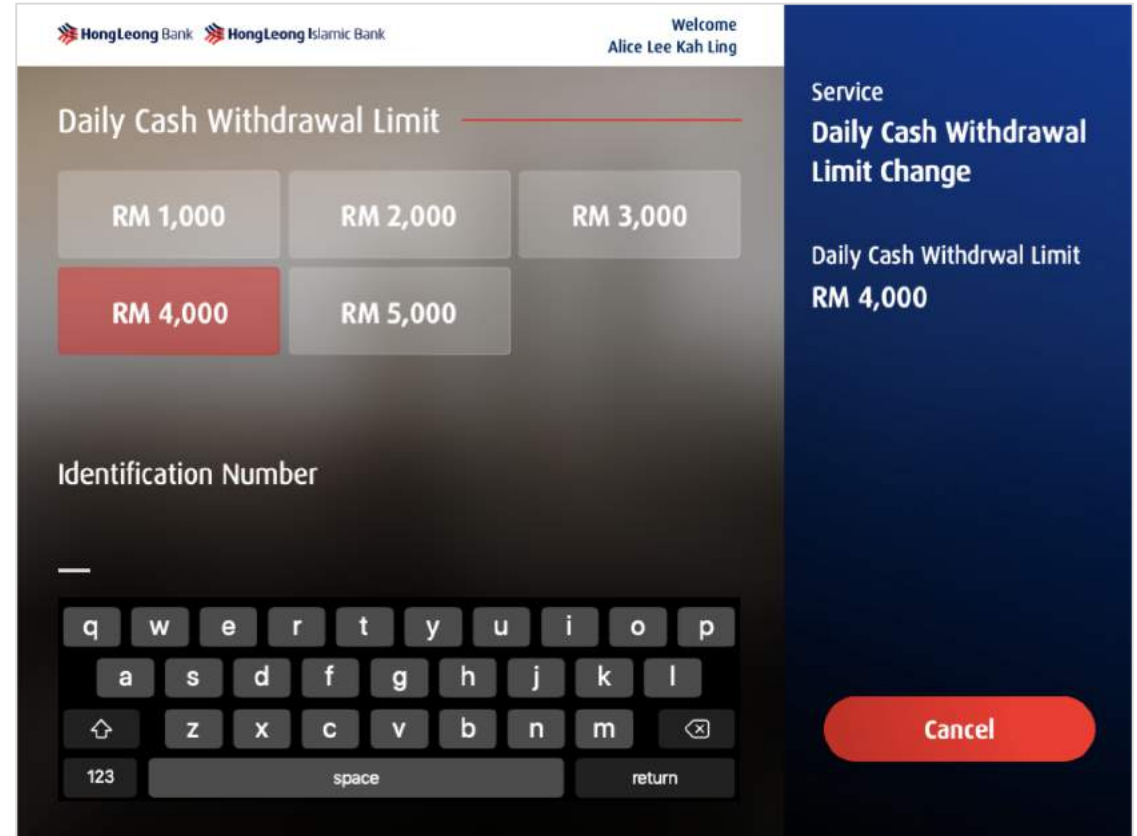 HongLeong Bank HongLeong Islamic Bank
Welcome
Alice Lee Kah Ling
Daily Cash Withdrawal Limit
RM 1,000 RM 2,000 RM 3,000
RM 4,000 RM 5,000
Identification Number
q w e r t y u i o p
a s d f g h j k l
z x c v b n m
123 space return
Service
Daily Cash Withdrawal
Limit Change
Daily Cash Withdrwal Limit
RM 4,000
Cancel